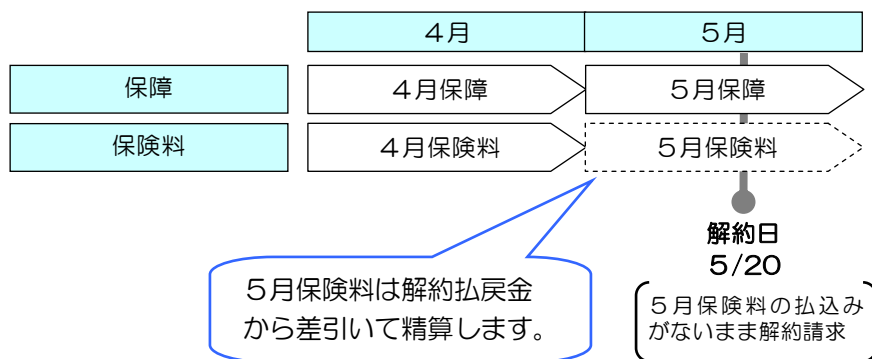 ４月
５月
保障
４月保障
５月保障
保険料
４月保険料
５月保険料
解約日
5/20
５月保険料は解約払戻金
から差引いて精算します。
５月保険料の払込み
がないまま解約請求